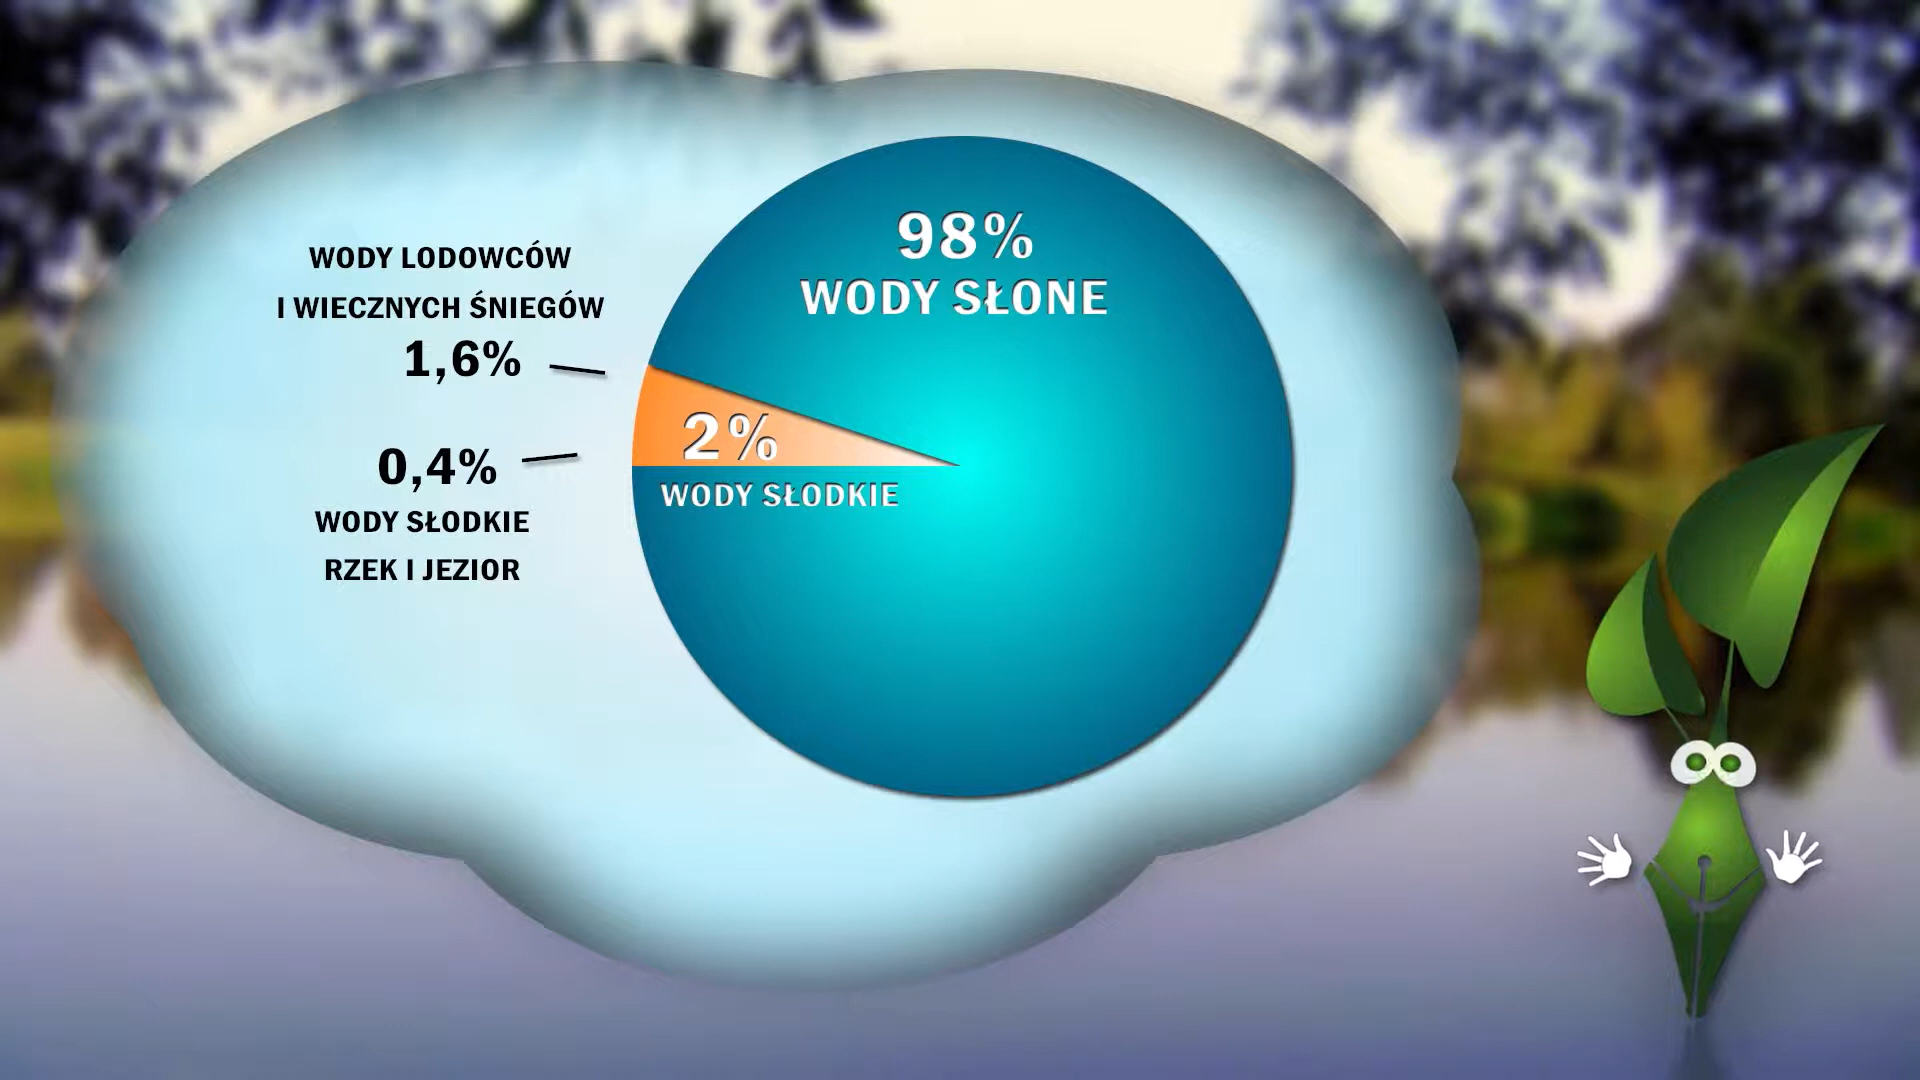 98%
WODY SŁONE
WODY LODOWCÓW
I WIECZNYCH ŚNIEGÓW
1,6%
2%
WODY SŁODKIE
0,4%
WODY SŁODKIE
RZEK I JEZIOR